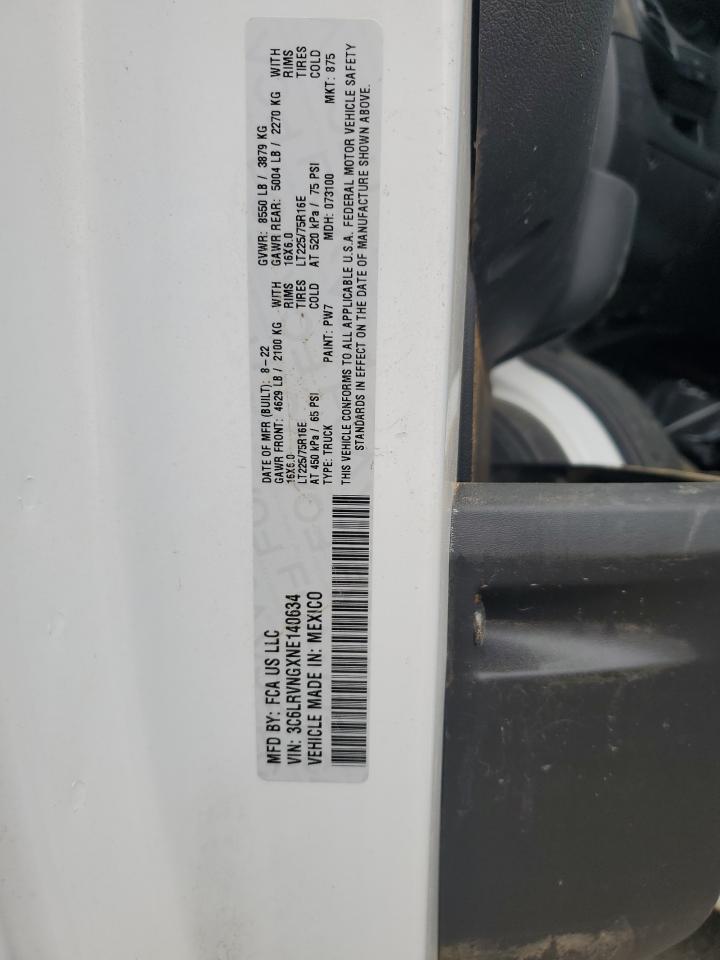 MFD BY: FCA US LLC
VIN: 3C6LRVNGXNE140634
VEHICLE MADE IN: MEXICO
DATE OF MFR (BUILT): 8-22 GVWR: 8550 LB / 3879 KG
GAWR FRONT: 4629 LB / 2100 KG WITH GAWR REAR: 5004 LB / 2270 KG WITH
16X6.0 RIMS 16X6.0 RIMS
LT225/75R16E TIRES LT225/75R16E TIRES
AT 450 kPa / 65 PSI COLD AT 520 kPa / 75 PSI COLD
TYPE: TRUCK PAINT: PW7 MDH: 073100 MKT: 875
THIS VEHICLE CONFORMS TO ALL APPLICABLE U.S.A. FEDERAL MOTOR VEHICLE SAFETY
STANDARDS IN EFFECT ON THE DATE OF MANUFACTURE SHOWN ABOVE.